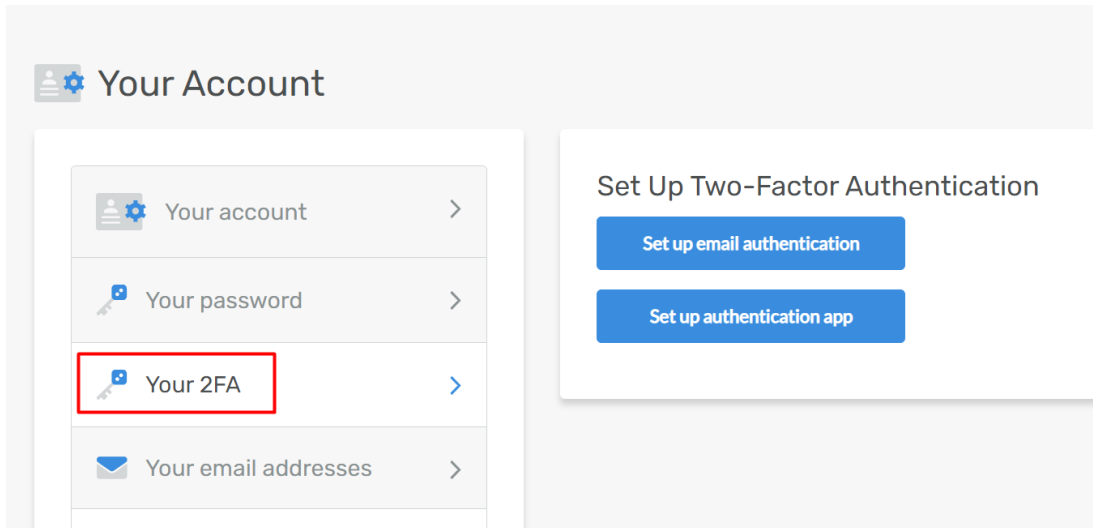 Your Account
Your account
Your password
Your 2FA
Your email addresses
Set Up Two-Factor Authentication
Set up email authentication
Set up authentication app